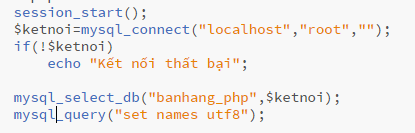 session_start();
$ketnoi=mysql_connect("localhost","root","");
if(!$ketnoi)
echo "Kết nối thất bại";
mysql_select_db("banhang_php",$ketnoi);
mysql_query("set names utf8");